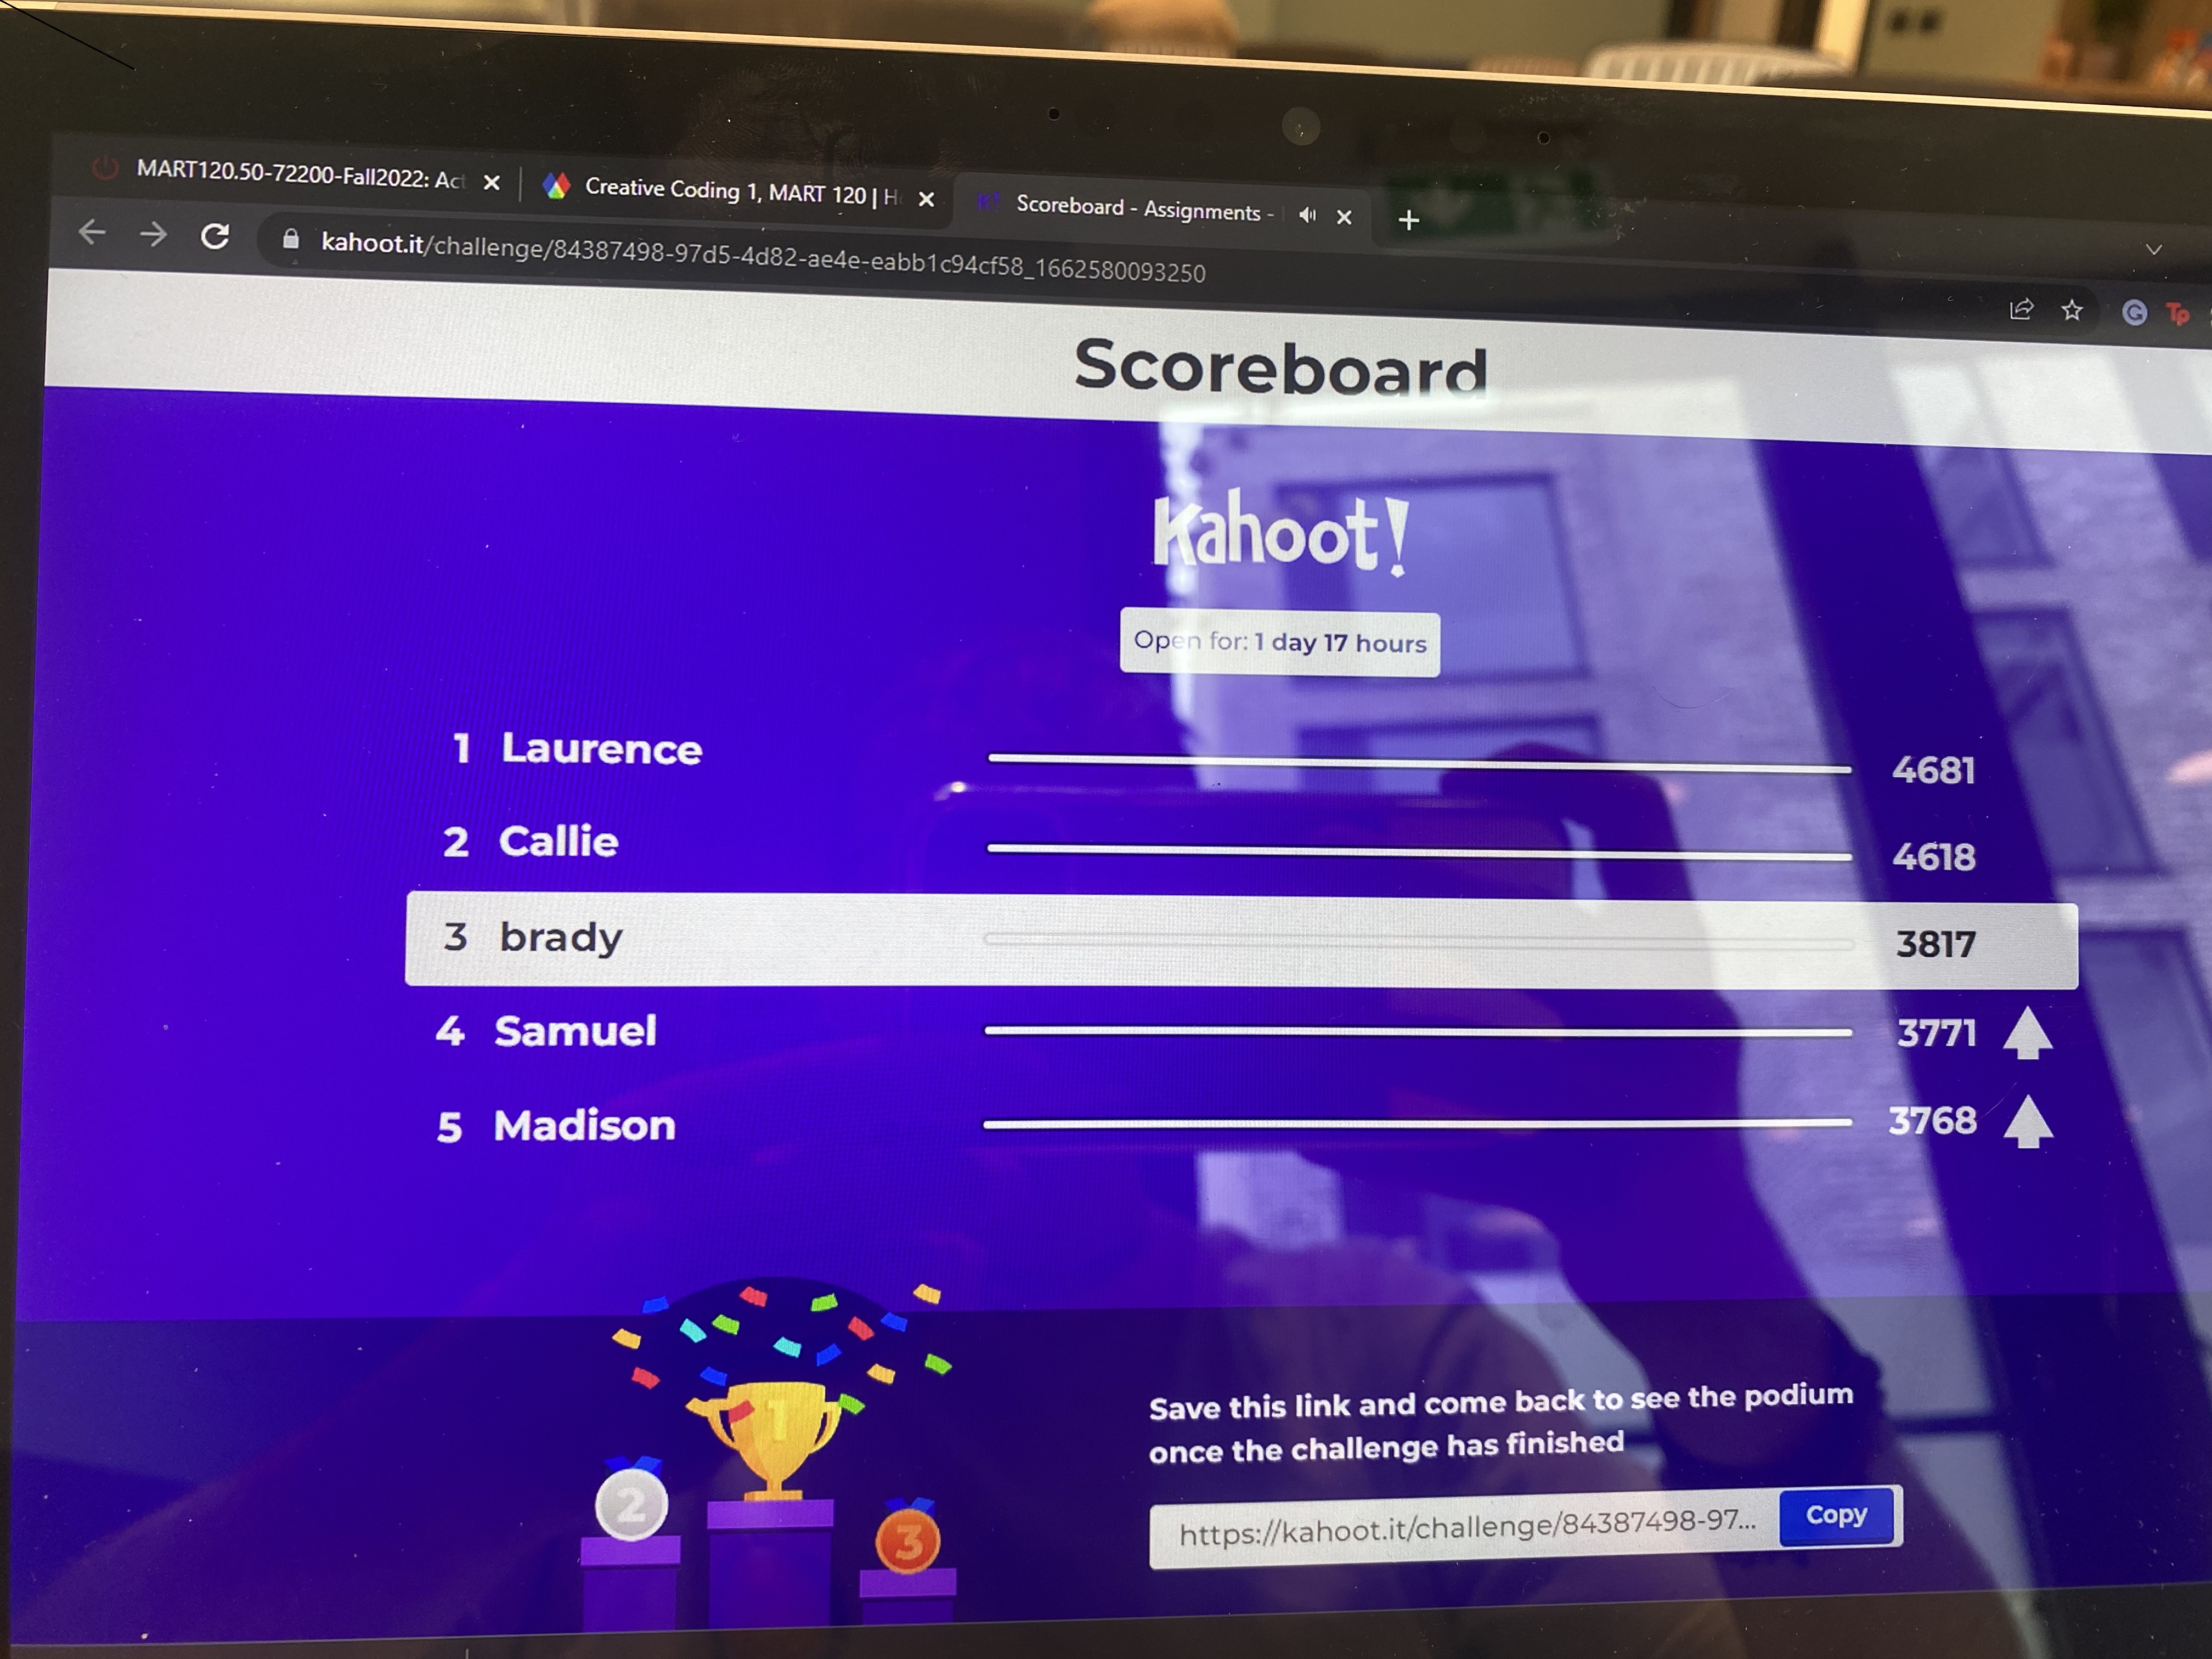 MART120.50-72200-Fall2022: Act
Creative Coding 1, MART 120 | H
Scoreboard - Assignments -
kahoot.it/challenge/84387498-97d5-4d82-ae4e-eabb1c94cf58_1662580093250
G Tp
Scoreboard
Kahoot!
Open for: 1 day 17 hours
1 Laurence 4681
2 Callie 4618
3 brady 3817
4 Samuel 3771
5 Madison 3768
1
2
3
Save this link and come back to see the podium
once the challenge has finished
https://kahoot.it/challenge/84387498-97... Copy